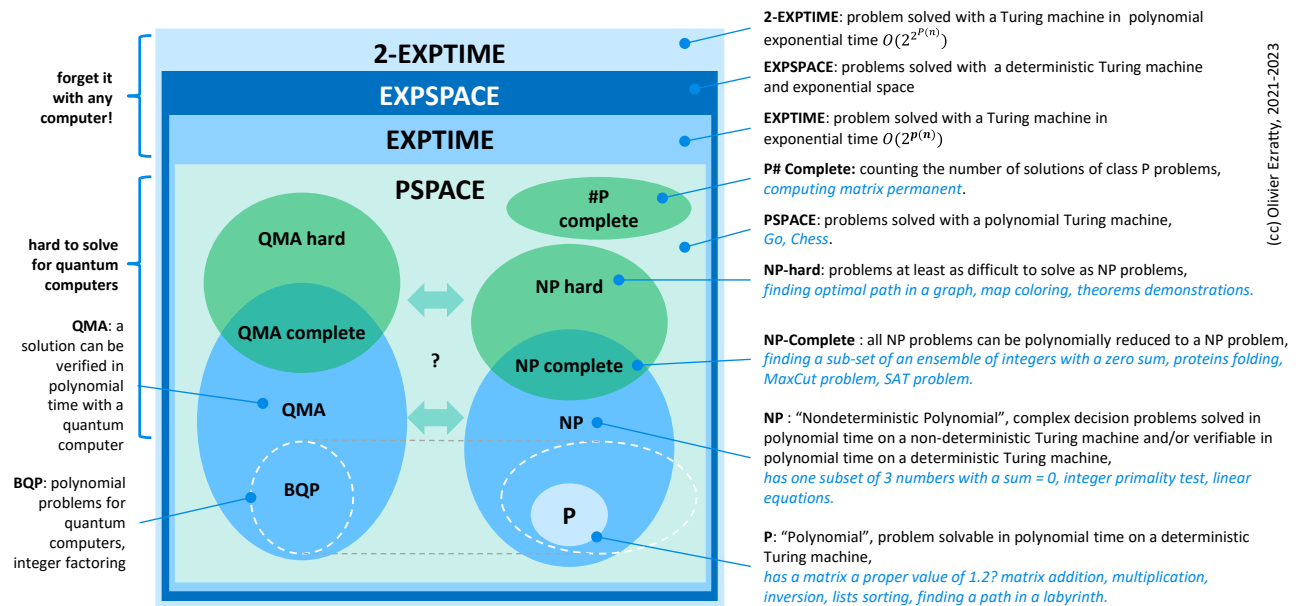 forget it
with any
computer!
hard to solve
for quantum
computers
QMA: a
solution can be
verified in
polynomial
time with a
quantum
computer
BQP: polynomial
problems for
quantum
computers,
integer factoring
2-EXPTIME
EXPSPACE
EXPTIME
PSPACE
#P
complete
QMA hard
NP hard
QMA complete
NP complete
?
QMA
NP
BQP
P
2-EXPTIME: problem solved with a Turing machine in polynomial
exponential time O(2^{2^{P(n)}})
EXPSPACE: problems solved with a deterministic Turing machine
and exponential space
EXPTIME: problem solved with a Turing machine in
exponential time O(2^{p(n)})
P# Complete: counting the number of solutions of class P problems,
computing matrix permanent.
PSPACE: problems solved with a polynomial Turing machine,
Go, Chess.
NP-hard: problems at least as difficult to solve as NP problems,
finding optimal path in a graph, map coloring, theorems demonstrations.
NP-Complete : all NP problems can be polynomially reduced to a NP problem,
finding a sub-set of an ensemble of integers with a zero sum, proteins folding,
MaxCut problem, SAT problem.
NP : “Nondeterministic Polynomial”, complex decision problems solved in
polynomial time on a non-deterministic Turing machine and/or verifiable in
polynomial time on a deterministic Turing machine,
has one subset of 3 numbers with a sum = 0, integer primality test, linear
equations.
P: “Polynomial”, problem solvable in polynomial time on a deterministic
Turing machine,
has a matrix a proper value of 1.2? matrix addition, multiplication,
inversion, lists sorting, finding a path in a labyrinth.
(cc) Olivier Ezratty, 2021-2023